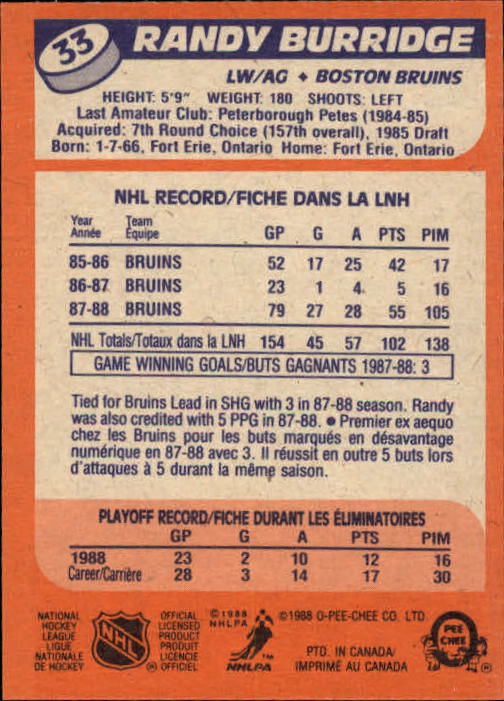 33 RANDY BURRIDGE
LW/AG ♦ BOSTON BRUINS
HEIGHT: 5'9" WEIGHT: 180 SHOOTS: LEFT
Last Amateur Club: Peterborough Petes (1984-85)
Acquired: 7th Round Choice (157th overall), 1985 Draft
Born: 1-7-66, Fort Erie, Ontario Home: Fort Erie, Ontario
NHL RECORD/FICHE DANS LA LNH
Year Team
Année Équipe GP G A PTS PIM
85-86 BRUINS 52 17 25 42 17
86-87 BRUINS 23 1 4 5 16
87-88 BRUINS 79 27 28 55 105
NHL Totals/Totaux dans la LNH 154 45 57 102 138
GAME WINNING GOALS/BUTS GAGNANTS 1987-88: 3
Tied for Bruins Lead in SHG with 3 in 87-88 season. Randy
was also credited with 5 PPG in 87-88. ● Premier ex aequo
chez les Bruins pour les buts marqués en désavantage
numérique en 87-88 avec 3. Il réussit en outre 5 buts lors
d'attaques à 5 durant la même saison.
PLAYOFF RECORD/FICHE DURANT LES ÉLIMINATOIRES
GP G A PTS PIM
1988 23 2 10 12 16
Career/Carrière 28 3 14 17 30
NATIONAL
HOCKEY
LEAGUE
LIGUE
NATIONALE
DE HOCKEY
NHL
®
OFFICIAL
LICENSED
PRODUCT
PRODUIT
LICENCIÉ
OFFICIEL
©1988
NHLPA
NHLPA
™
©1988 O-PEE-CHEE CO. LTD.
PTD. IN CANADA/
IMPRIMÉ AU CANADA
O PEE
CHEE
®